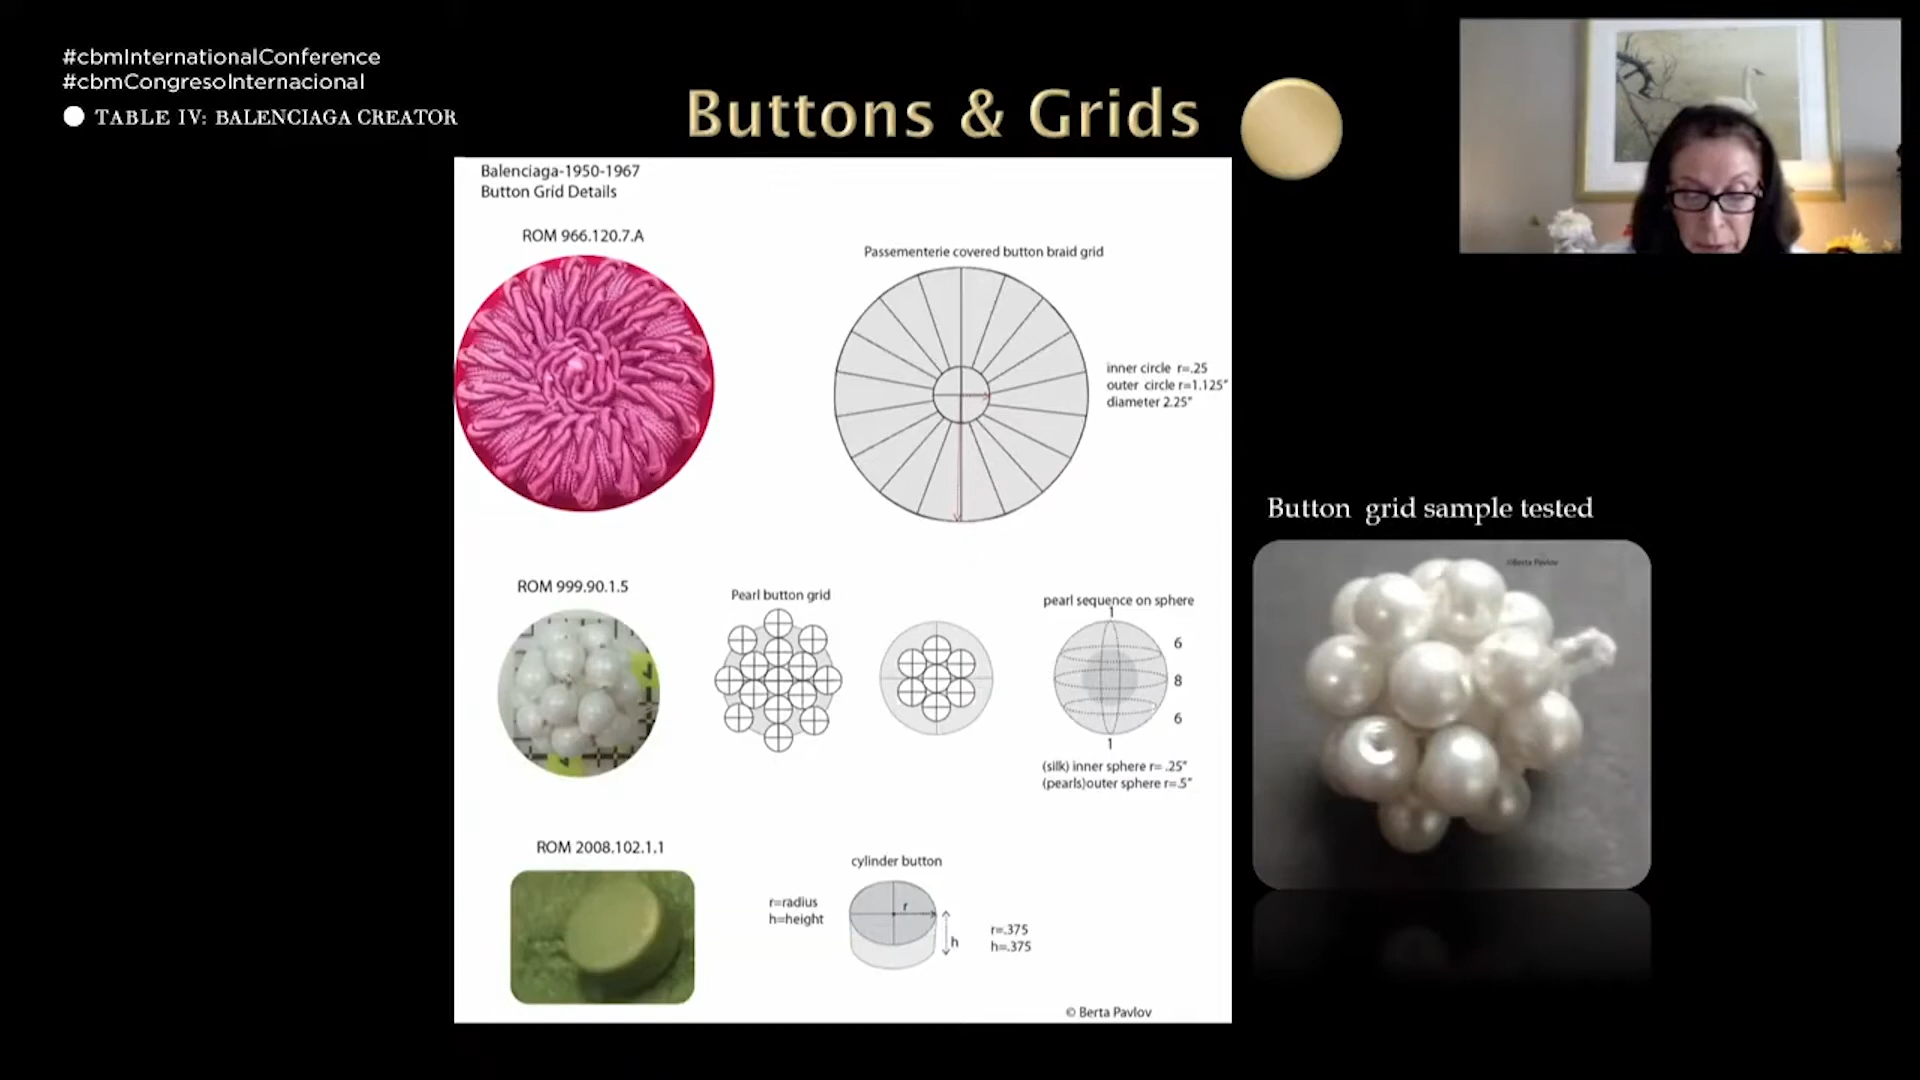 #cbmInternationalConference
#cbmCongresoInternacional
TABLE IV: BALENCIAGA CREATOR
Buttons & Grids
Balenciaga-1950-1967
Button Grid Details
ROM 966.120.7.A
Passementerie covered button braid grid
inner circle r=.25
outer circle r=1.125"
diameter 2.25"
Button grid sample tested
©Berta Pavlov
ROM 999.90.1.5
Pearl button grid
pearl sequence on sphere
1
6
8
6
1
(silk) inner sphere r= .25"
(pearls)outer sphere r=.5"
ROM 2008.102.1.1
cylinder button
r=radius
h=height
r
h
r=.375
h=.375
© Berta Pavlov